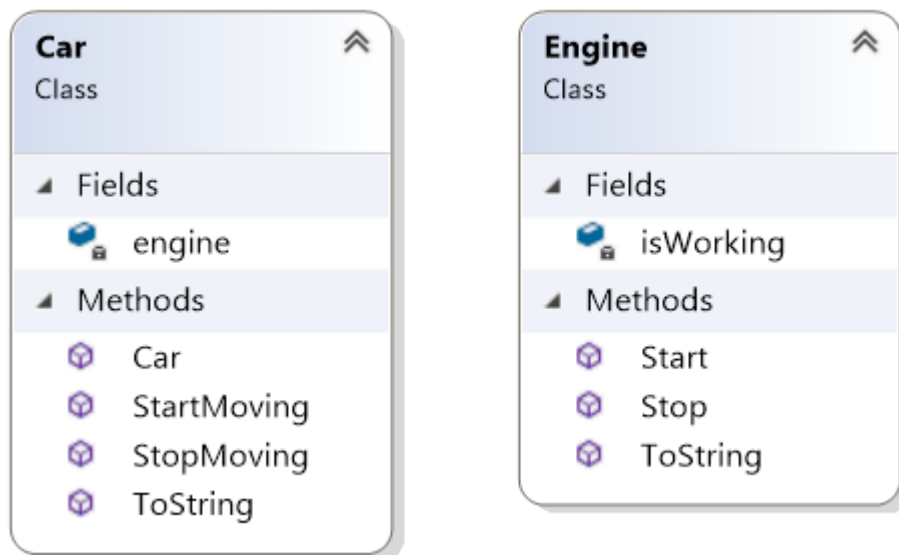 Car
Class
Fields
engine
Methods
Car
StartMoving
StopMoving
ToString
Engine
Class
Fields
isWorking
Methods
Start
Stop
ToString